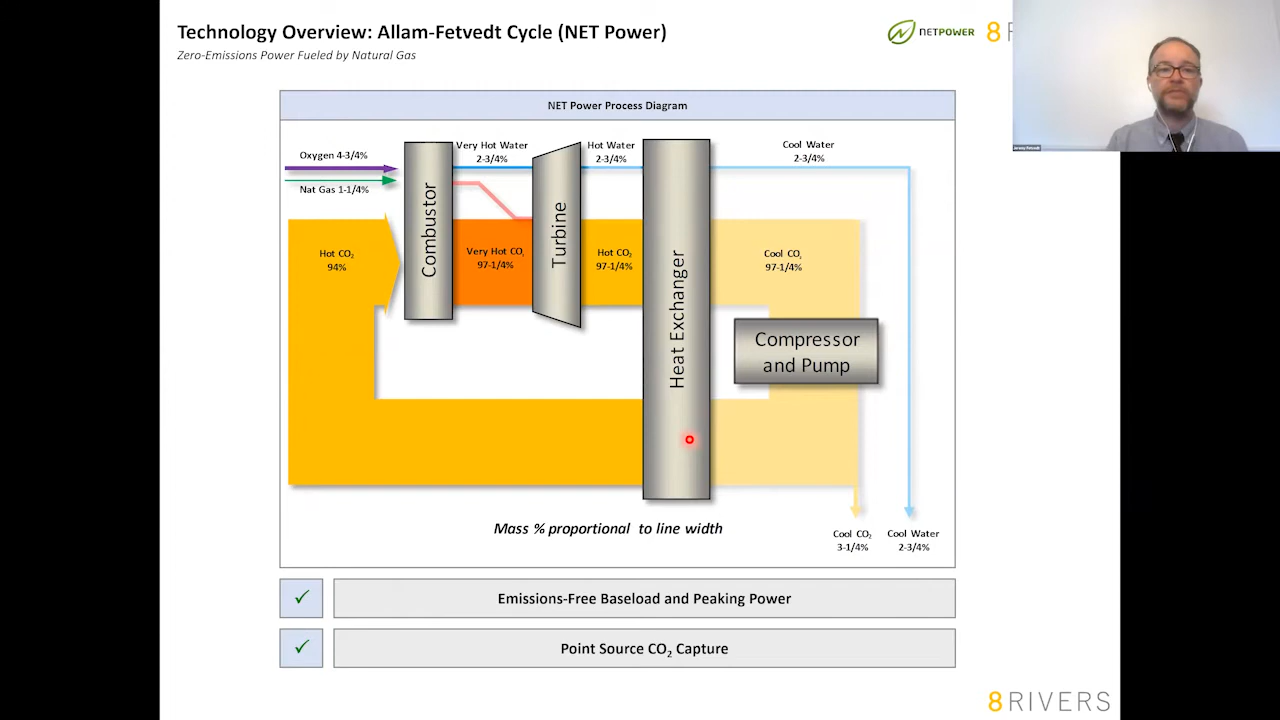 Technology Overview: Allam-Fetvedt Cycle (NET Power)
Zero-Emissions Power Fueled by Natural Gas
NETPOWER
8
NET Power Process Diagram
Oxygen 4-3/4%
Nat Gas 1-1/4%
Very Hot Water
2-3/4%
Hot Water
2-3/4%
Cool Water
2-3/4%
Combustor
Turbine
Heat Exchanger
Hot CO₂
94%
Very Hot CO₂
97-1/4%
Hot CO₂
97-1/4%
Cool CO₂
97-1/4%
Compressor
and Pump
Mass % proportional to line width
Cool CO₂
3-1/4%
Cool Water
2-3/4%
✓ Emissions-Free Baseload and Peaking Power
✓ Point Source CO₂ Capture
8 RIVERS